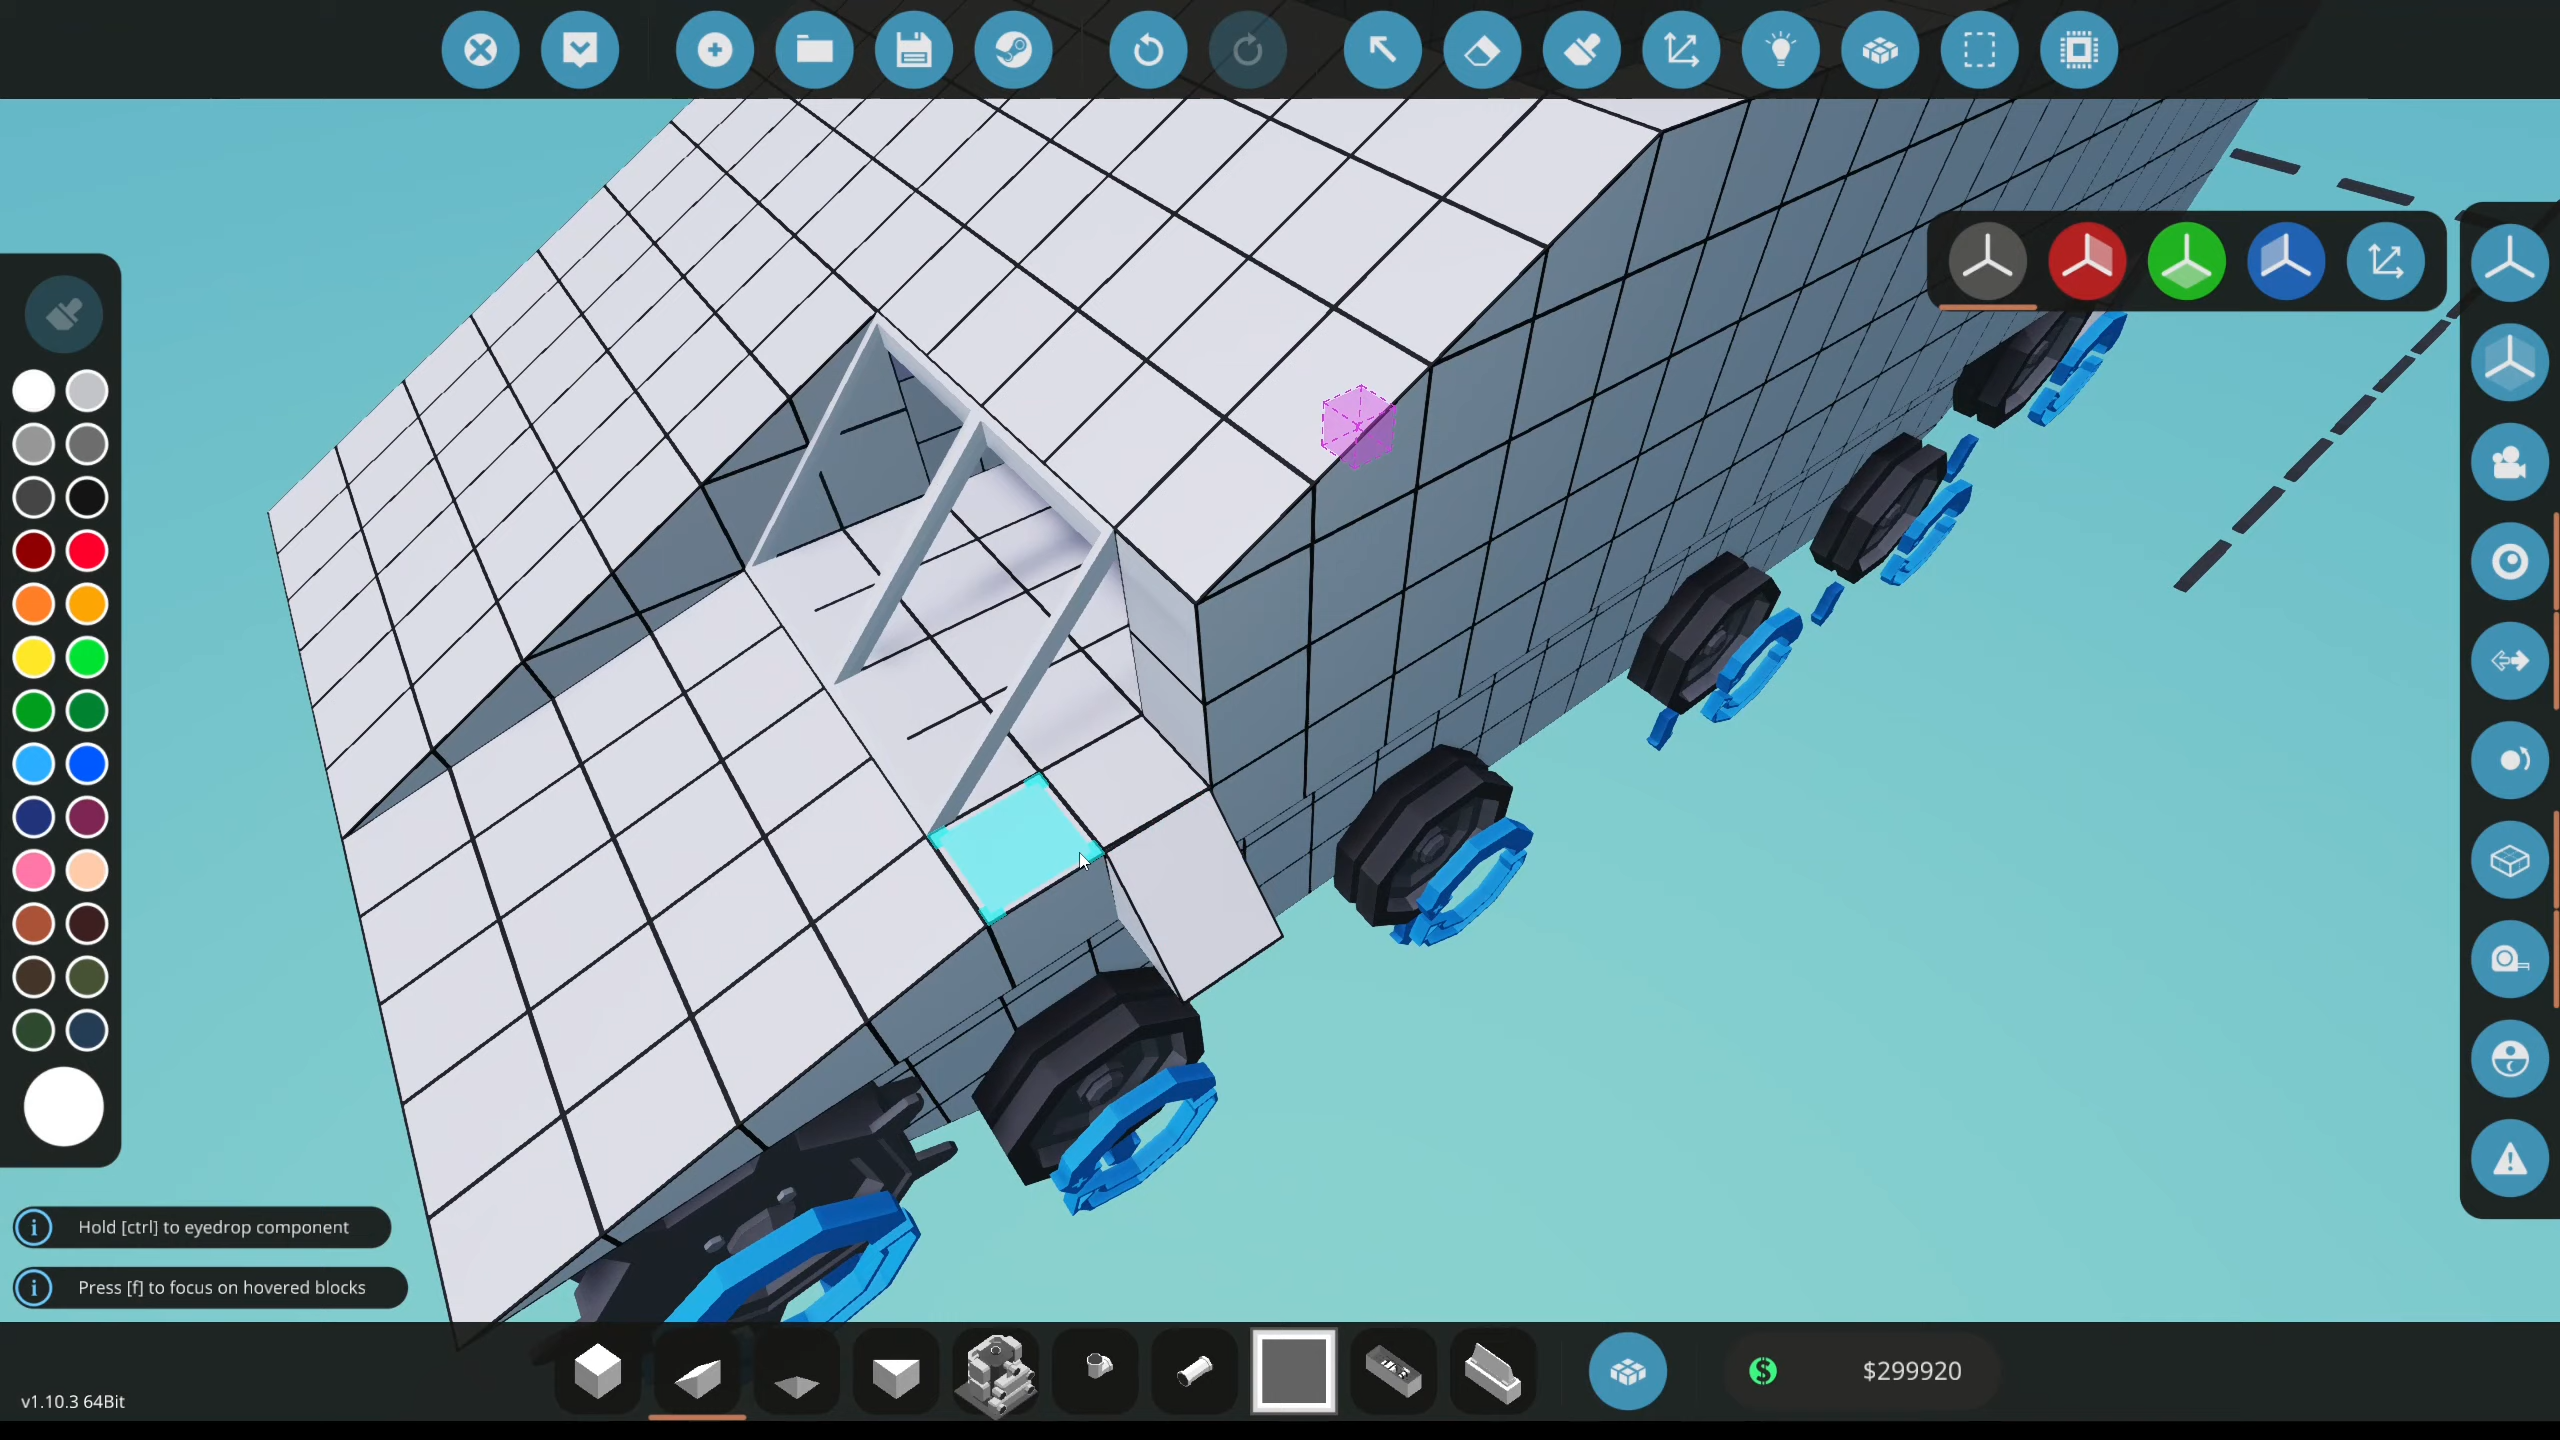 Hold [ctrl] to eyedrop component
Press [f] to focus on hovered blocks
v1.10.3 64Bit
$299920